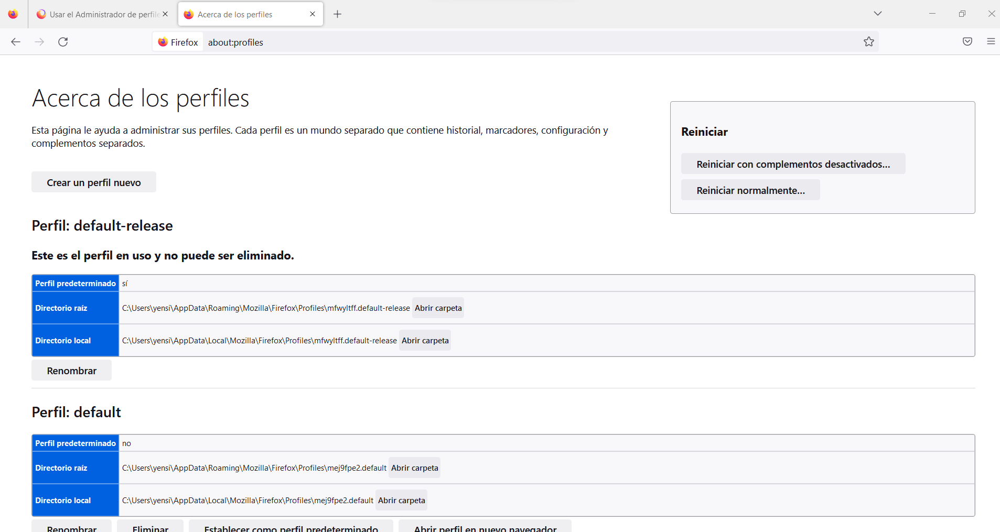 Usar el Administrador de perfile
Acerca de los perfiles
Firefox
about:profiles
Acerca de los perfiles
Esta página le ayuda a administrar sus perfiles. Cada perfil es un mundo separado que contiene historial, marcadores, configuración y
complementos separados.
Crear un perfil nuevo
Reiniciar
Reiniciar con complementos desactivados...
Reiniciar normalmente...
Perfil: default-release
Este es el perfil en uso y no puede ser eliminado.
Perfil predeterminado sí
Directorio raíz C:\Users\yensi\AppData\Roaming\Mozilla\Firefox\Profiles\mfwyltff.default-release Abrir carpeta
Directorio local C:\Users\yensi\AppData\Local\Mozilla\Firefox\Profiles\mfwyltff.default-release Abrir carpeta
Renombrar
Perfil: default
Perfil predeterminado no
Directorio raíz C:\Users\yensi\AppData\Roaming\Mozilla\Firefox\Profiles\mej9fpe2.default Abrir carpeta
Directorio local C:\Users\yensi\AppData\Local\Mozilla\Firefox\Profiles\mej9fpe2.default Abrir carpeta
Renombrar Eliminar Establecer como perfil predeterminado Abrir perfil en nuevo navegador